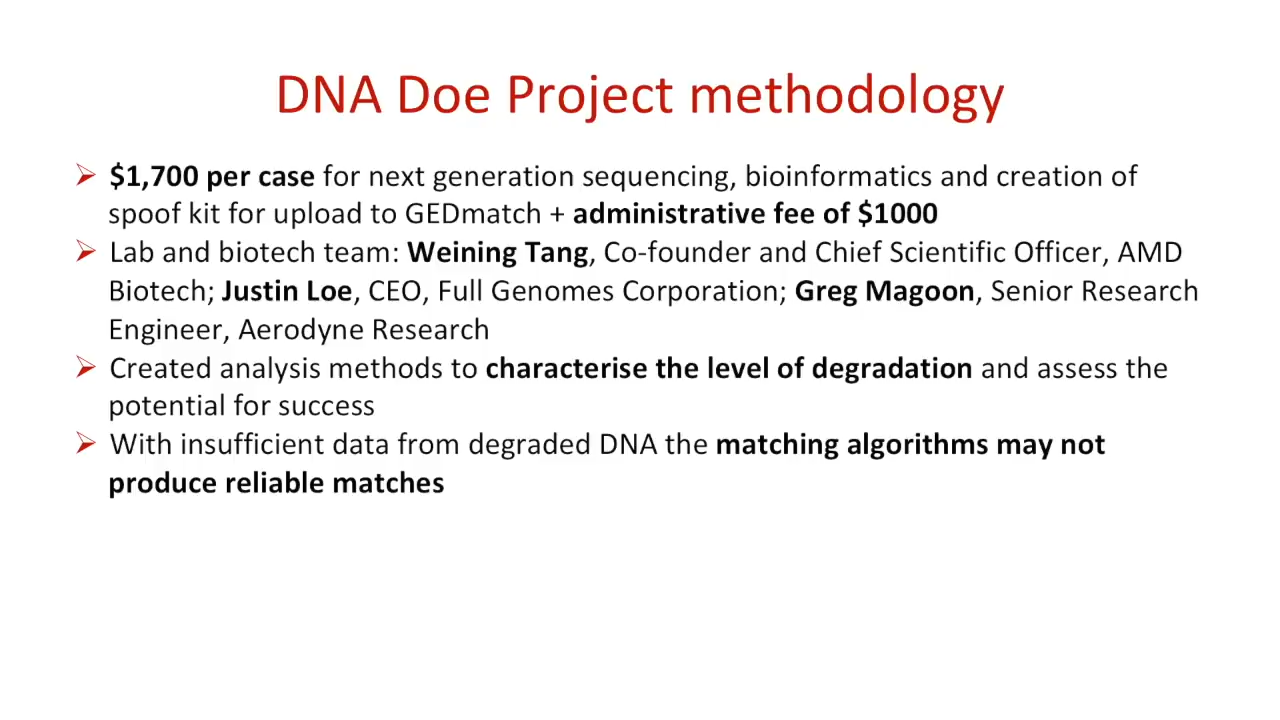 DNA Doe Project methodology
➢ $1,700 per case for next generation sequencing, bioinformatics and creation of
spoof kit for upload to GEDmatch + administrative fee of $1000
➢ Lab and biotech team: Weining Tang, Co-founder and Chief Scientific Officer, AMD
Biotech; Justin Loe, CEO, Full Genomes Corporation; Greg Magoon, Senior Research
Engineer, Aerodyne Research
➢ Created analysis methods to characterise the level of degradation and assess the
potential for success
➢ With insufficient data from degraded DNA the matching algorithms may not
produce reliable matches